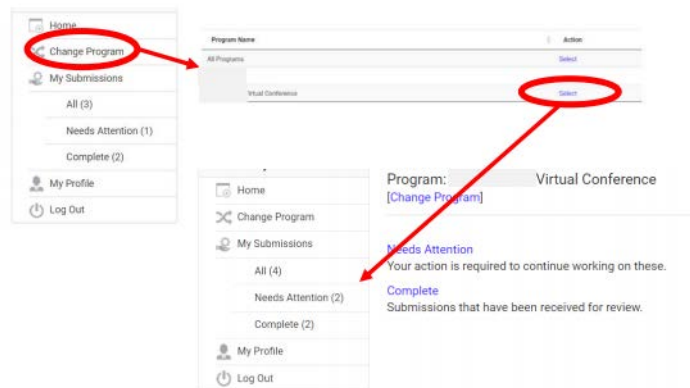 Home
Change Program
My Submissions
All (3)
Needs Attention (1)
Complete (2)
My Profile
Log Out
Program Name Action
All Programs Select
Virtual Conference Select
Home
Change Program
My Submissions
All (4)
Needs Attention (2)
Complete (2)
My Profile
Log Out
Program: Virtual Conference
[Change Program]
Needs Attention
Your action is required to continue working on these.
Complete
Submissions that have been received for review.